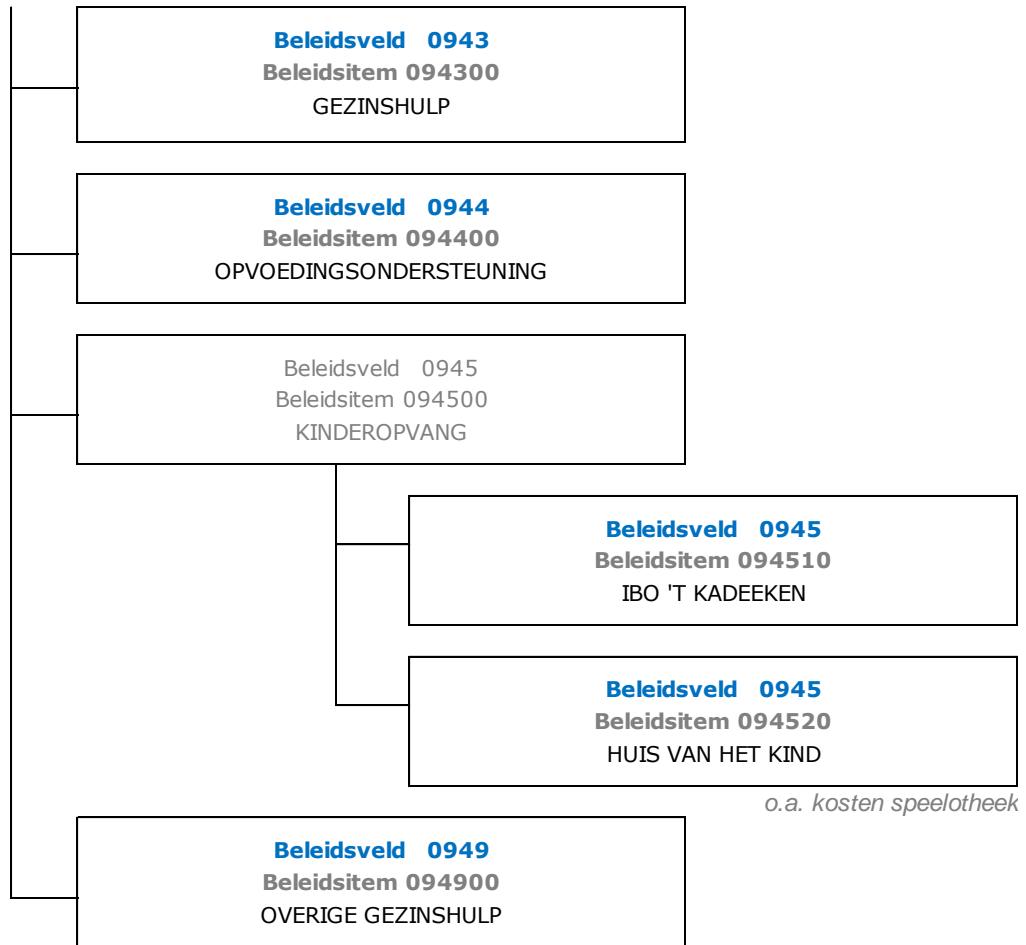 Beleidsveld 0943
Beleidsitem 094300
GEZINSHULP
Beleidsveld 0944
Beleidsitem 094400
OPVOEDINGSONDERSTEUNING
Beleidsveld 0945
Beleidsitem 094500
KINDEROPVANG
Beleidsveld 0945
Beleidsitem 094510
IBO 'T KADEEKEN
Beleidsveld 0945
Beleidsitem 094520
HUIS VAN HET KIND
o.a. kosten speelotheek
Beleidsveld 0949
Beleidsitem 094900
OVERIGE GEZINSHULP